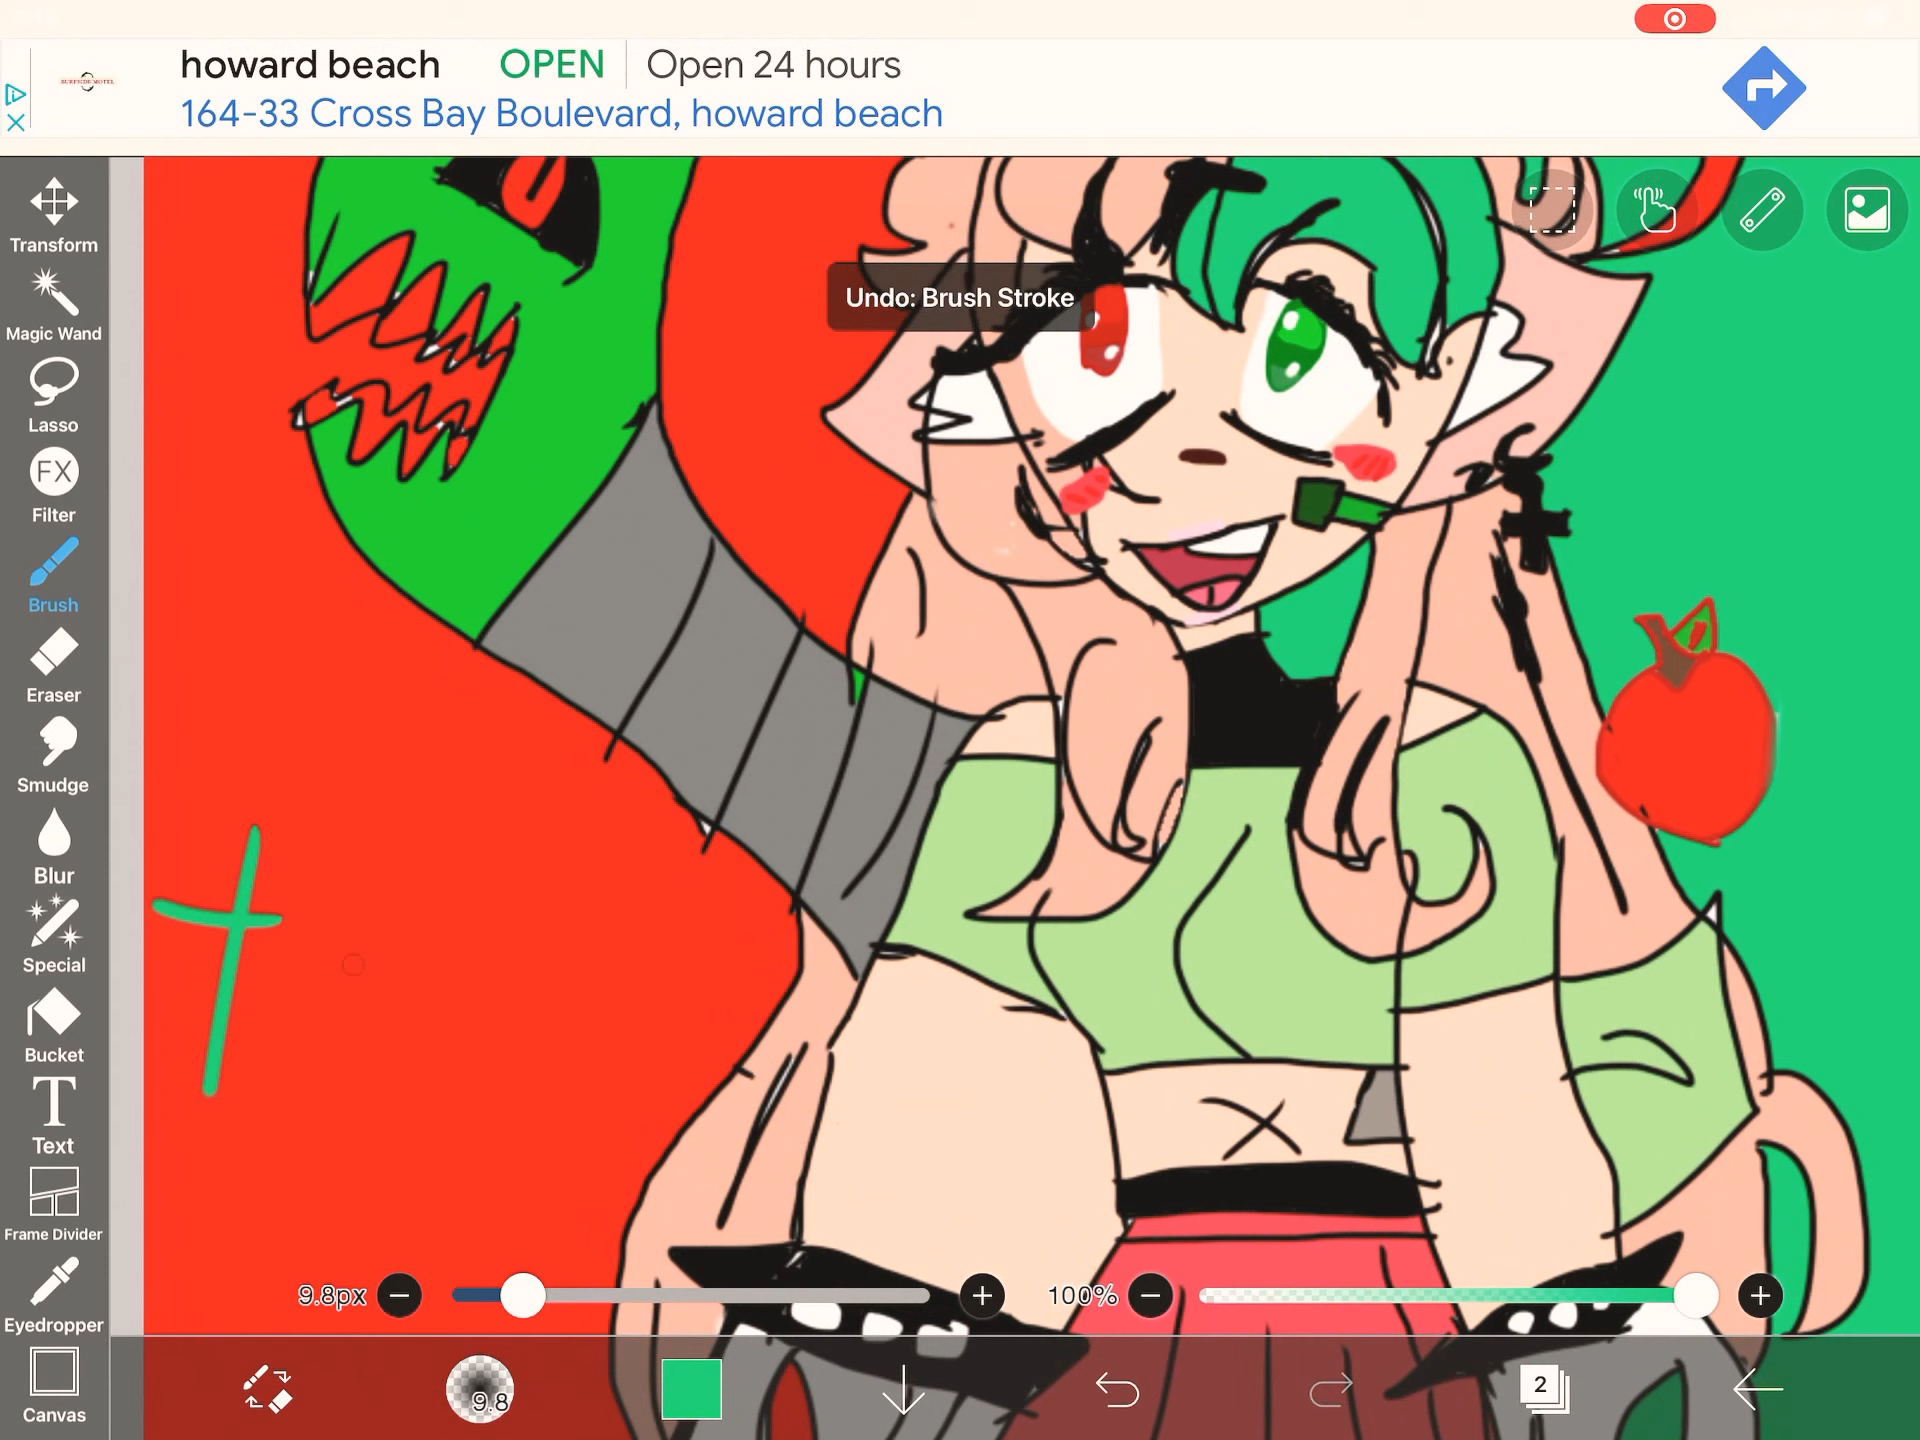 SURFSIDE MOTEL
howard beach OPEN Open 24 hours
164-33 Cross Bay Boulevard, howard beach
Transform
Magic Wand
Lasso
FX
Filter
Brush
Eraser
Smudge
Blur
Special
Bucket
T
Text
Frame Divider
Eyedropper
Canvas
Undo: Brush Stroke
9.8px
100%
9.8
2